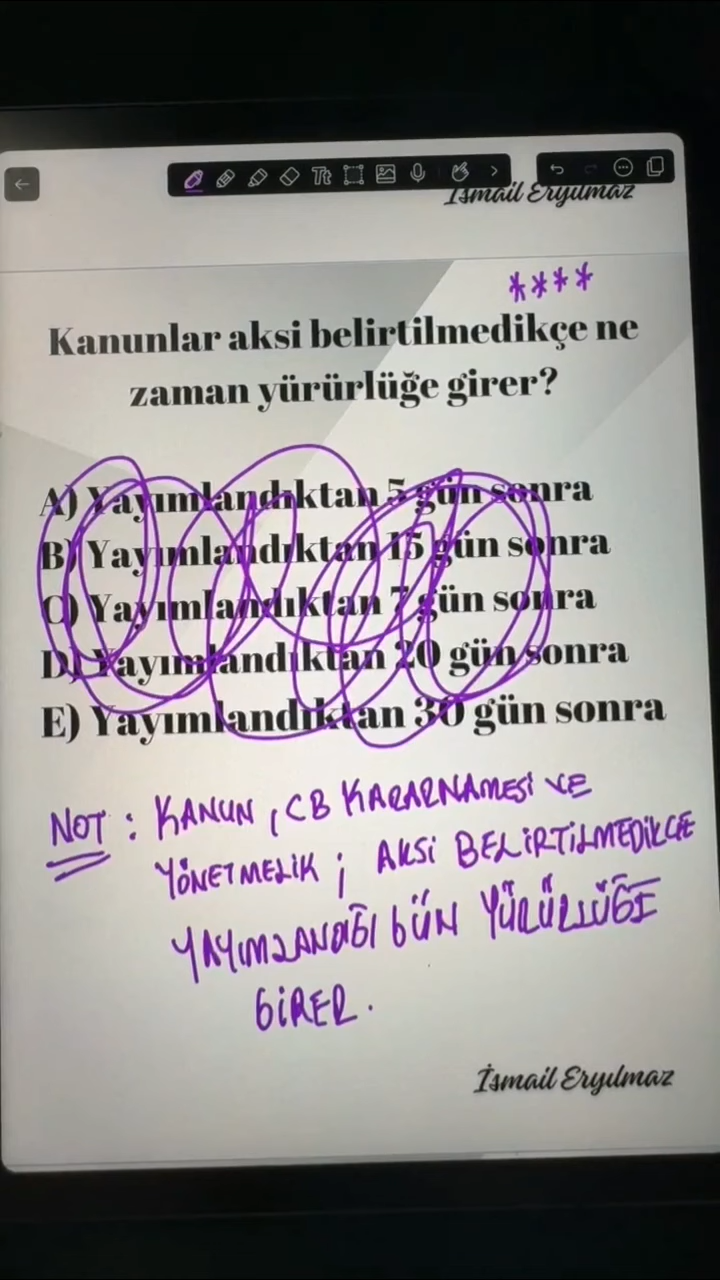 İsmail Eryılmaz
****
Kanunlar aksi belirtilmedikçe ne
zaman yürürlüğe girer?
A) Yayımlandıktan 5 gün sonra
B) Yayımlandıktan 15 gün sonra
C) Yayımlandıktan 7 gün sonra
D) Yayımlandıktan 20 gün sonra
E) Yayımlandıktan 30 gün sonra
NOT : KANUN , CB KARARNAMESİ VE
YÖNETMELİK ; AKSİ BELİRTİLMEDİKÇE
YAYIMLANDIĞI GÜN YÜRÜRLÜĞE
GİRER.
İsmail Eryılmaz